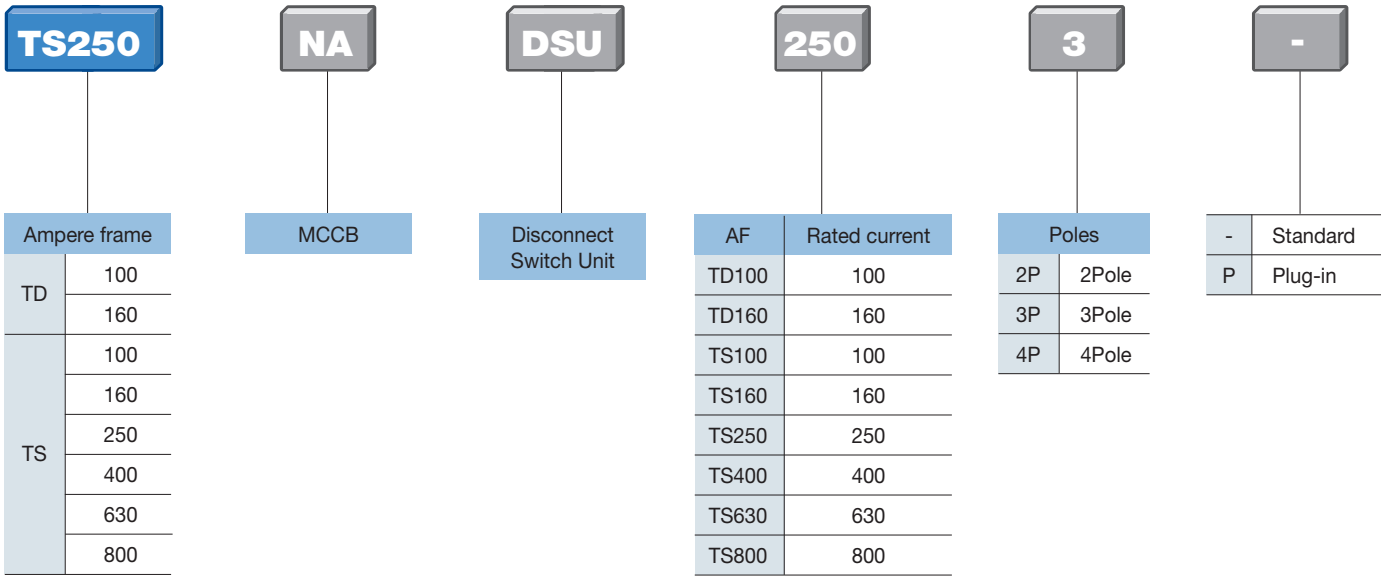 TS250 NA DSU 250 3 -
Ampere frame
TD 100
160
TS 100
160
250
400
630
800
MCCB
Disconnect
Switch Unit
AF Rated current
TD100 100
TD160 160
TS100 100
TS160 160
TS250 250
TS400 400
TS630 630
TS800 800
Poles
2P 2Pole
3P 3Pole
4P 4Pole
- Standard
P Plug-in